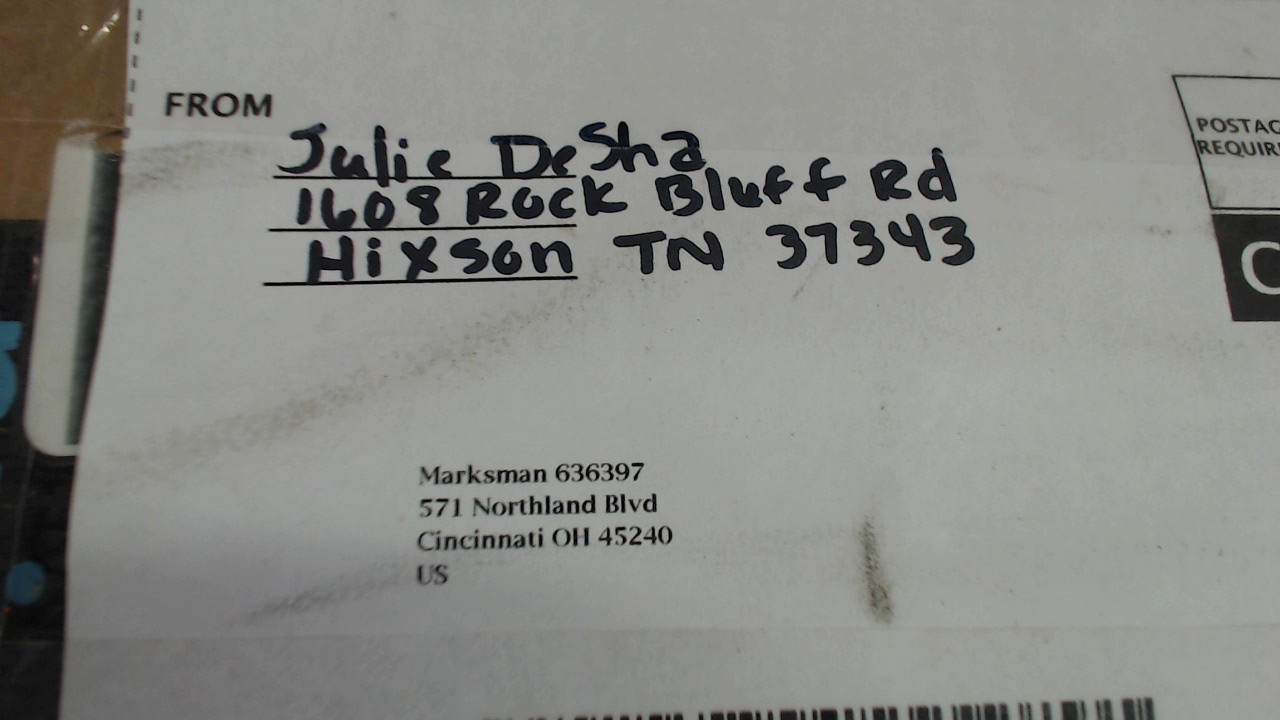 FROM
Julie DeSha
1608 Rock Bluff Rd
Hixson TN 37343
POSTAG
REQUIR
C
Marksman 636397
571 Northland Blvd
Cincinnati OH 45240
US